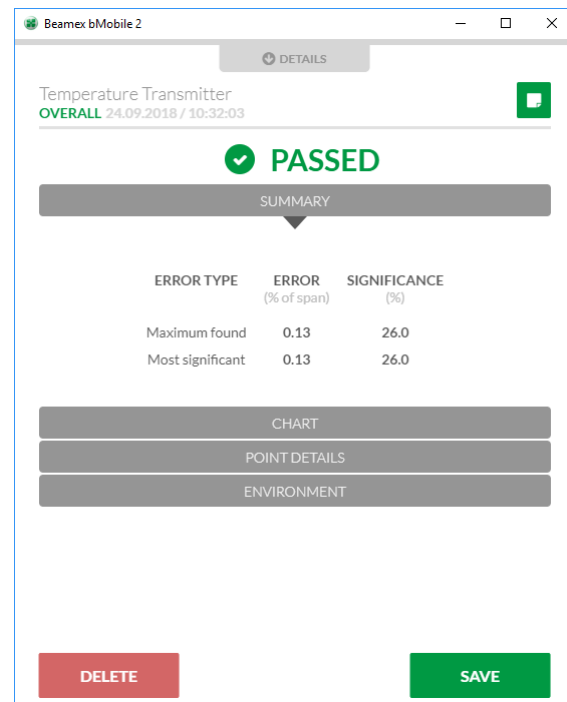 Beamex bMobile 2
DETAILS
Temperature Transmitter
OVERALL 24.09.2018 / 10:32:03
PASSED
SUMMARY
ERROR TYPE ERROR SIGNIFICANCE
(% of span) (%)
Maximum found 0.13 26.0
Most significant 0.13 26.0
CHART
POINT DETAILS
ENVIRONMENT
DELETE SAVE